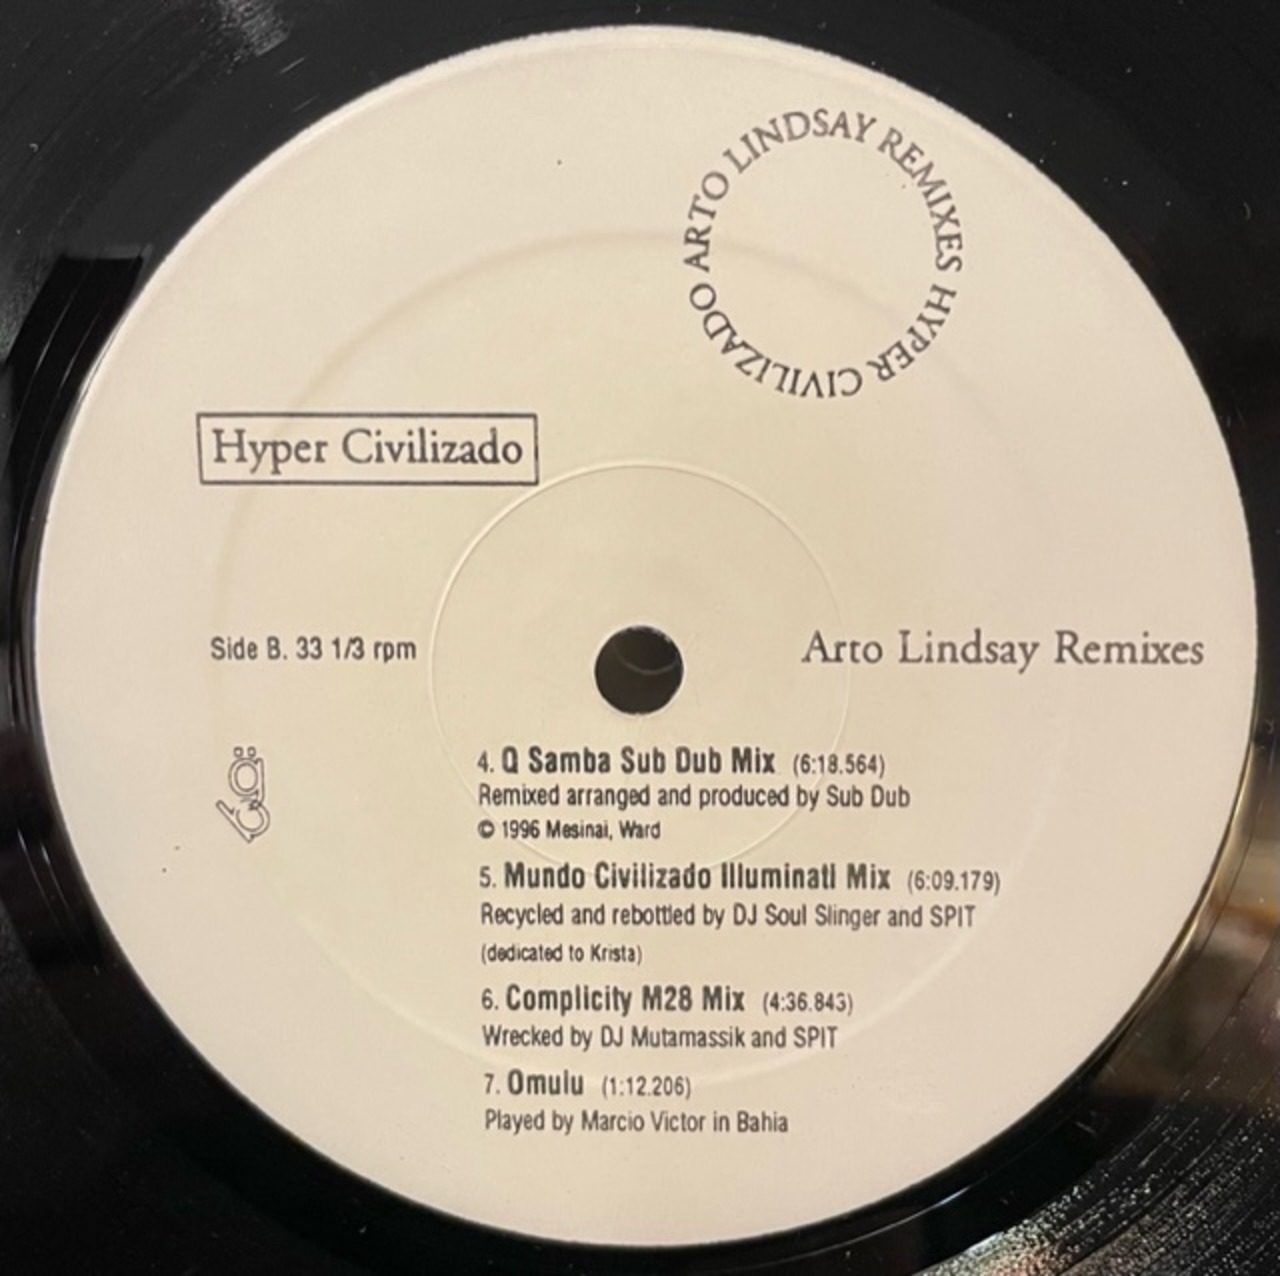 ARTO LINDSAY REMIXES HYPER CIVILIZADO
Hyper Civilizado
Side B. 33 1/3 rpm
Arto Lindsay Remixes
4. Q Samba Sub Dub Mix (6:18.564)
Remixed arranged and produced by Sub Dub
© 1996 Mesinai, Ward
5. Mundo Civilizado Illuminati Mix (6:09.179)
Recycled and rebottled by DJ Soul Slinger and SPIT
(dedicated to Krista)
6. Complicity M28 Mix (4:36.843)
Wrecked by DJ Mutamassik and SPIT
7. Omulu (1:12.206)
Played by Marcio Victor in Bahia